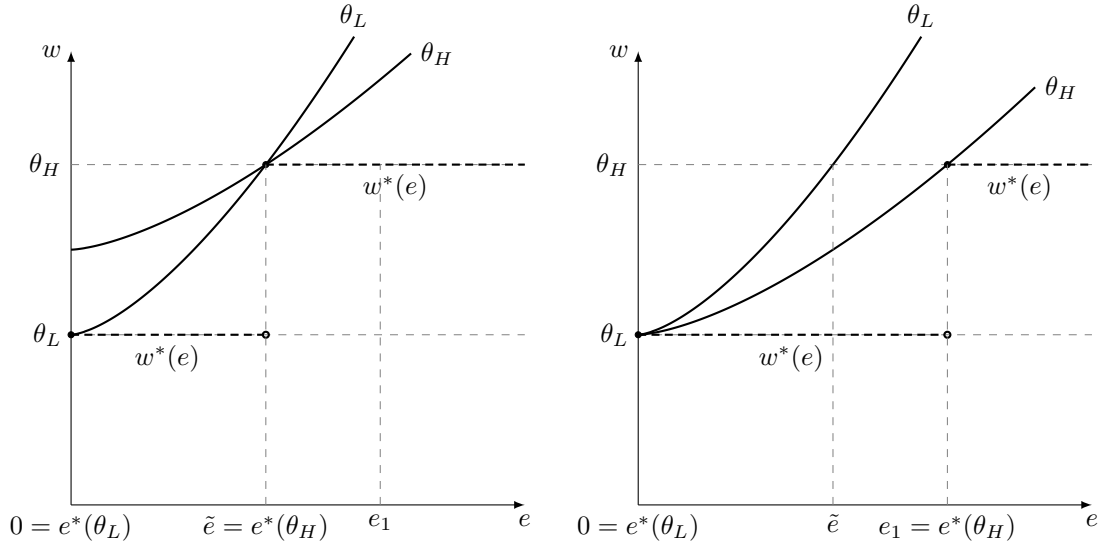 θ_L
w
θ_H
θ_H
w*(e)
θ_L
w*(e)
0 = e*(θ_L)
ẽ = e*(θ_H)
e_1
e
θ_L
w
θ_H
θ_H
w*(e)
θ_L
w*(e)
0 = e*(θ_L)
ẽ
e_1 = e*(θ_H)
e